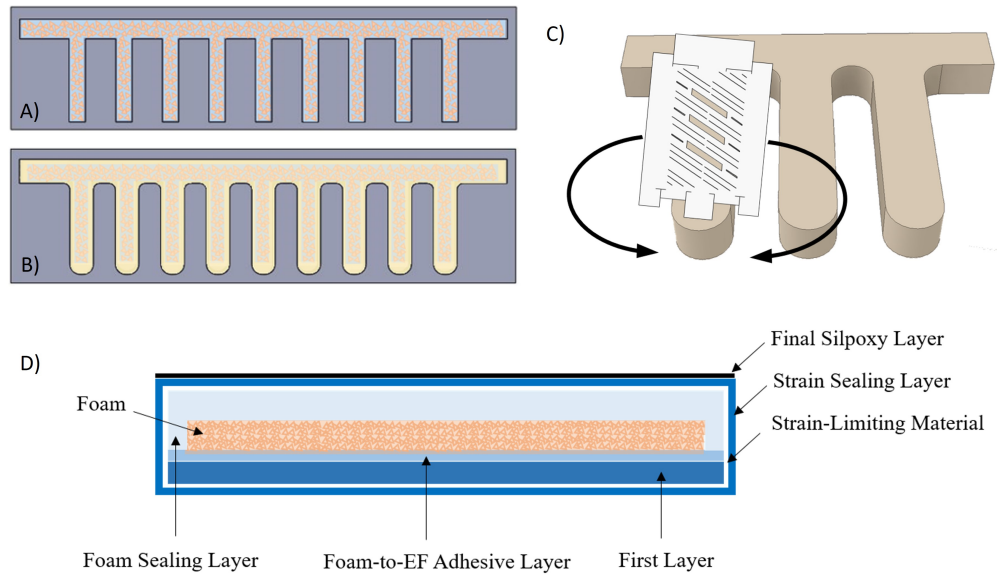 A)
B)
C)
D)
Final Silpoxy Layer
Strain Sealing Layer
Foam
Strain-Limiting Material
Foam Sealing Layer
Foam-to-EF Adhesive Layer
First Layer